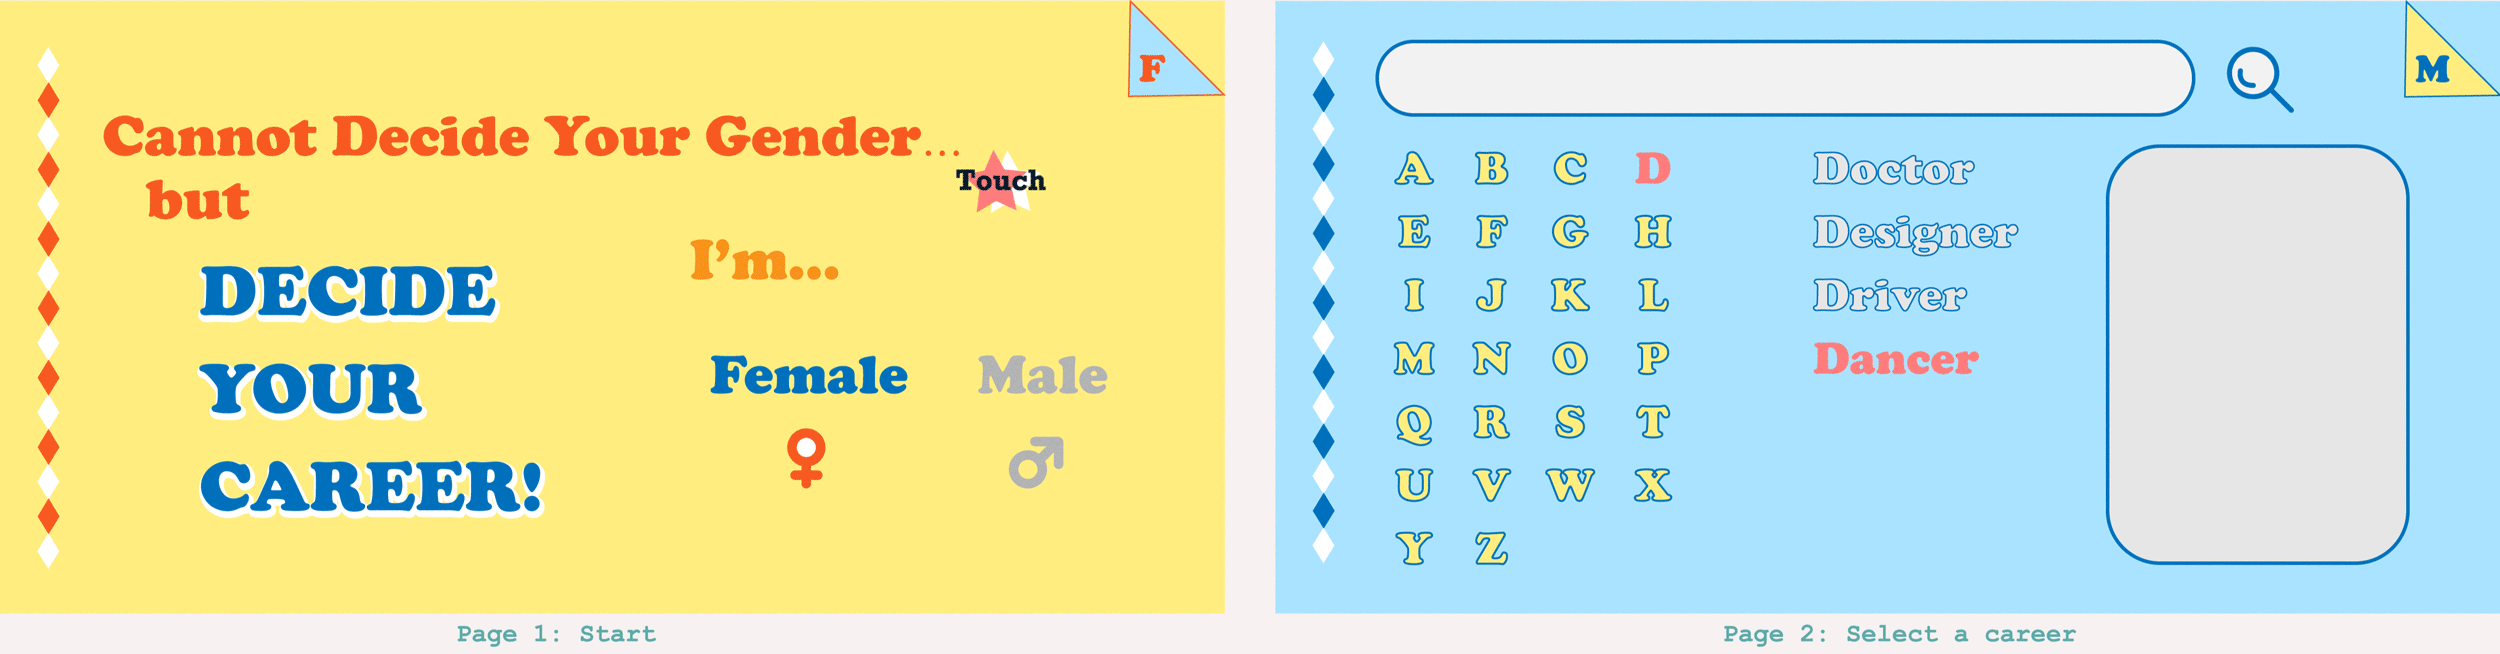 F
Cannot Decide Your Gender...
Touch
but
I'm...
DECIDE
YOUR
CAREER!
Female Male
Page 1: Start
M
A B C D
E F G H
I J K L
M N O P
Q R S T
U V W X
Y Z
Doctor
Designer
Driver
Dancer
Page 2: Select a career